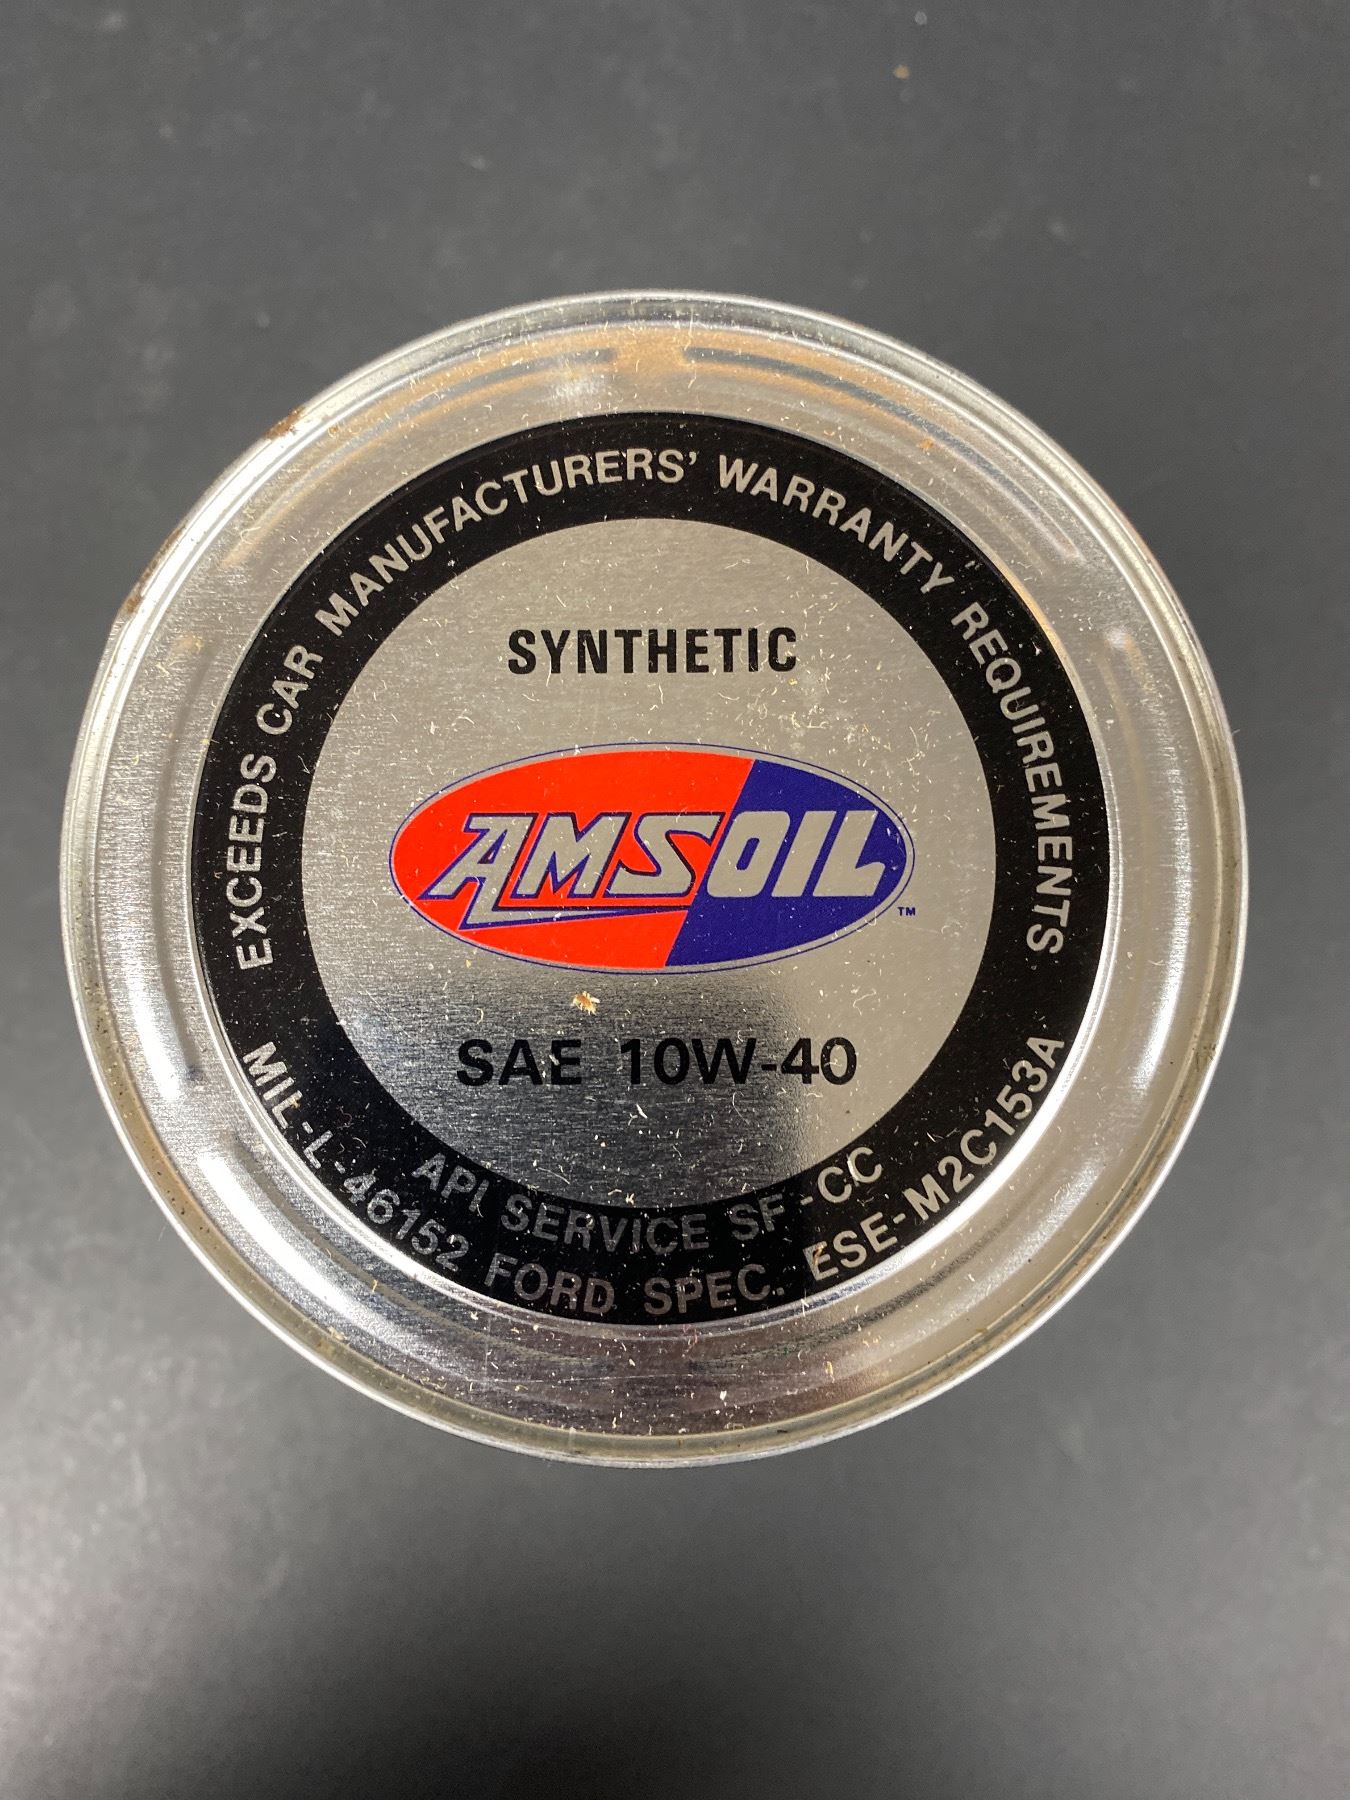 EXCEEDS CAR MANUFACTURERS' WARRANTY REQUIREMENTS
SYNTHETIC
AMSOIL™
SAE 10W-40
API SERVICE SF-CC
MIL-L-46152 FORD SPEC. ESE-M2C153A